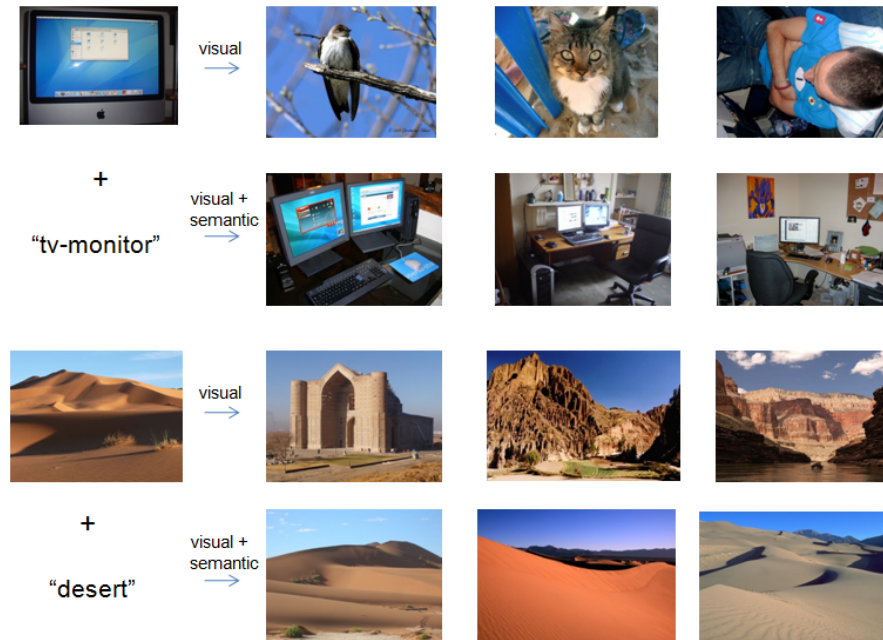 visual
+
visual +
semantic
“tv-monitor”
visual
+
visual +
semantic
“desert”